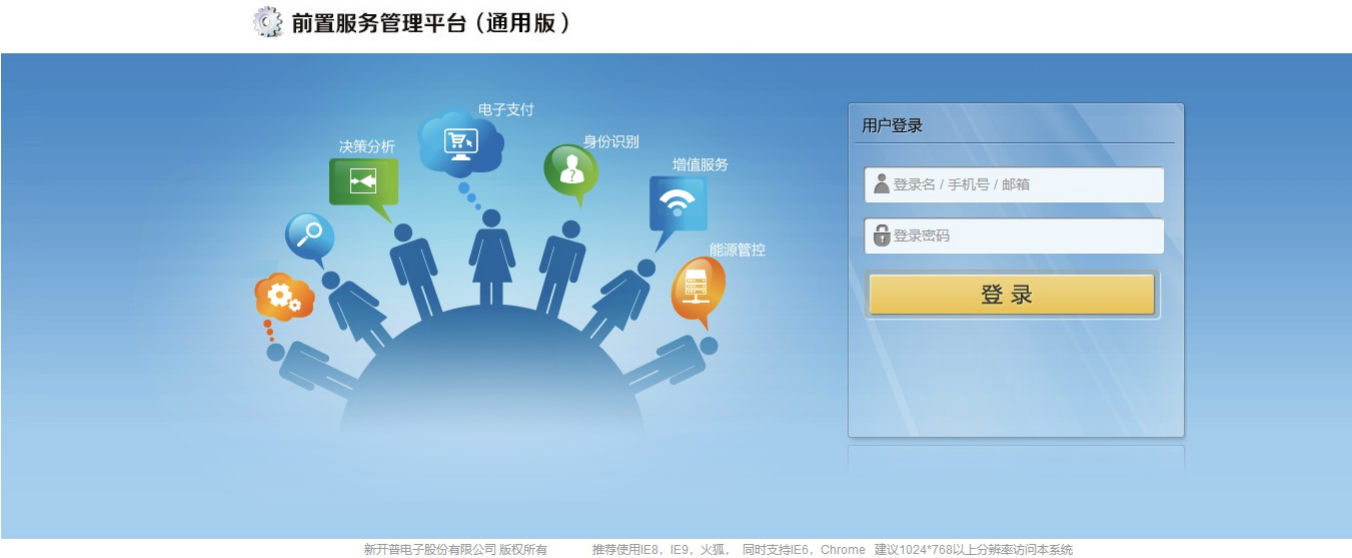 前置服务管理平台（通用版）
电子支付
决策分析
身份识别
增值服务
能源管控
用户登录
登录名 / 手机号 / 邮箱
登录密码
登 录
新开普电子股份有限公司 版权所有 推荐使用IE8，IE9，火狐， 同时支持IE6，Chrome 建议1024*768以上分辨率访问本系统